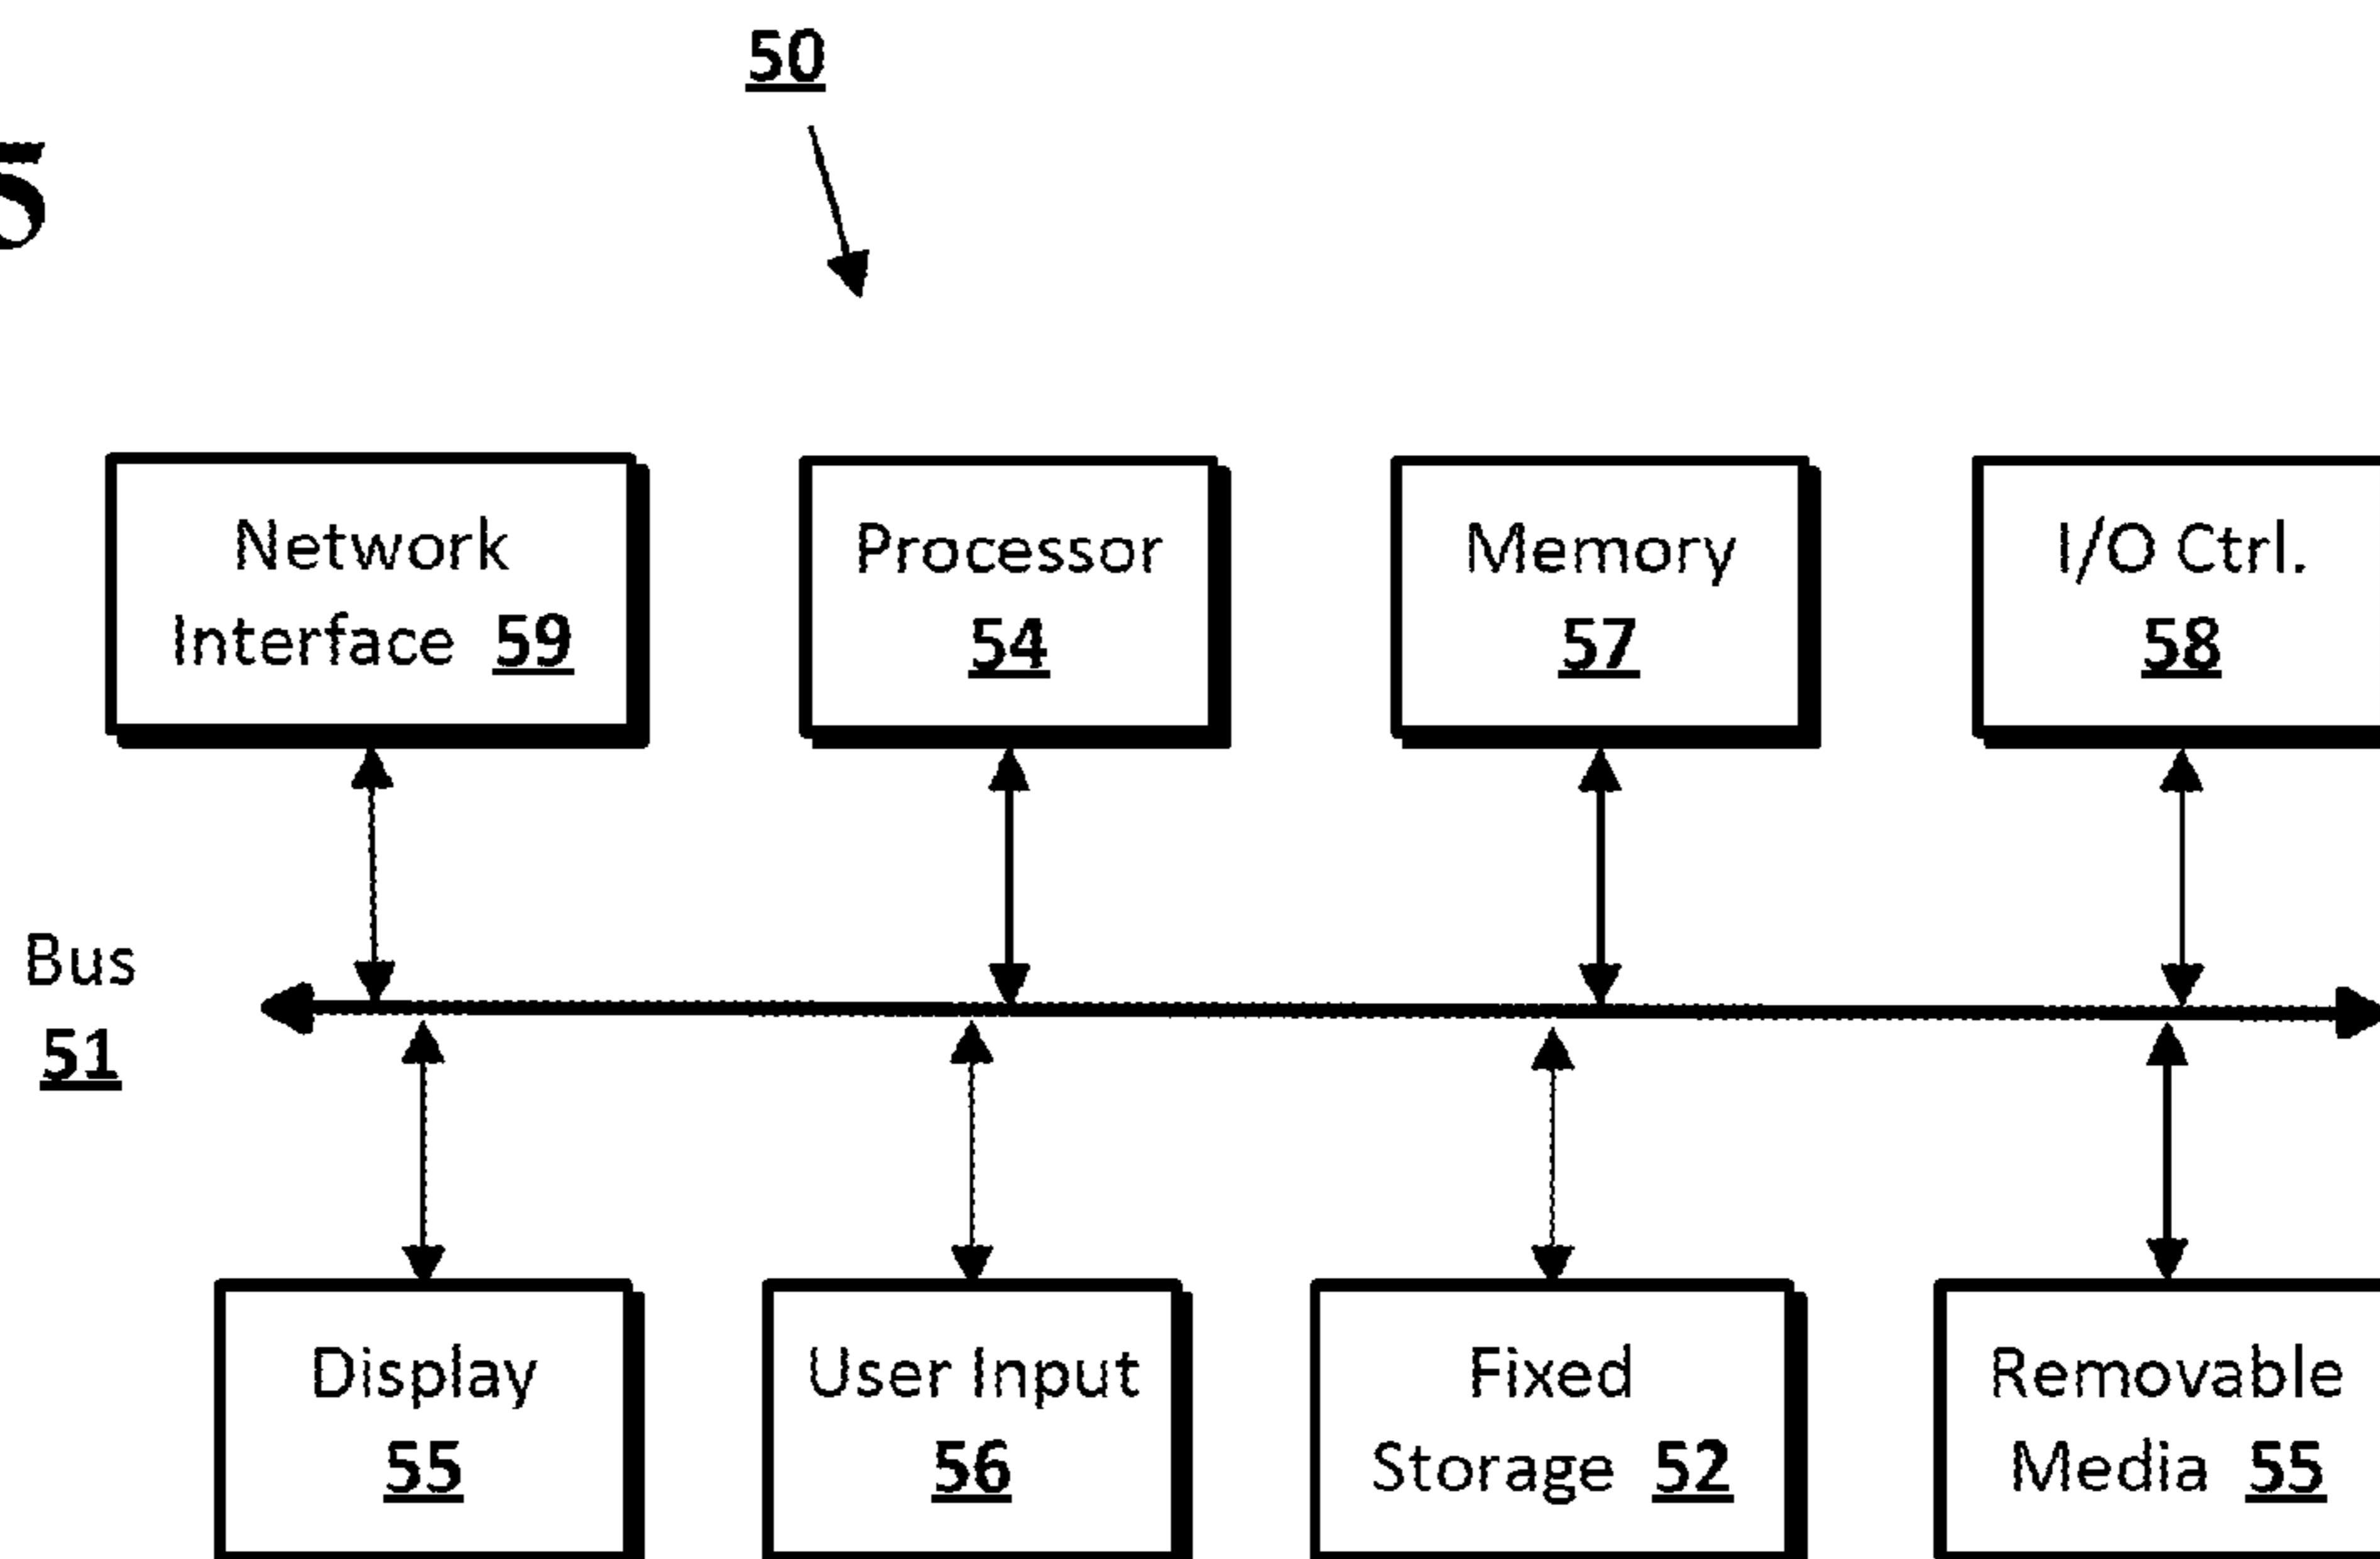 50
5
Network
Interface 59
Processor
54
Memory
57
I/O Ctrl.
58
Bus
51
Display
55
User Input
56
Fixed
Storage 52
Removable
Media 55